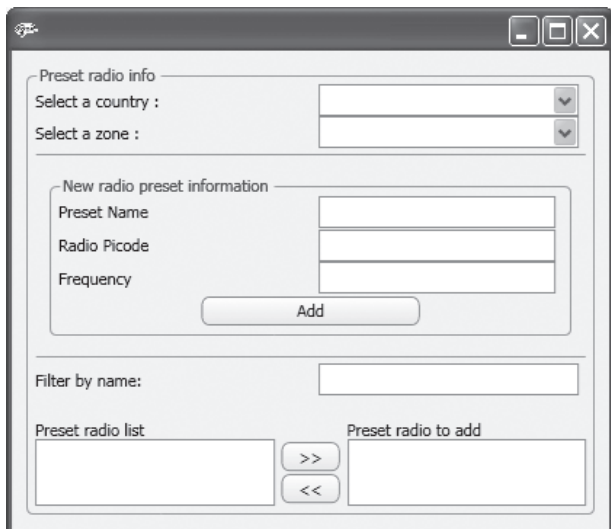 Preset radio info
Select a country :
Select a zone :
New radio preset information
Preset Name
Radio Picode
Frequency
Add
Filter by name:
Preset radio list
Preset radio to add
>>
<<